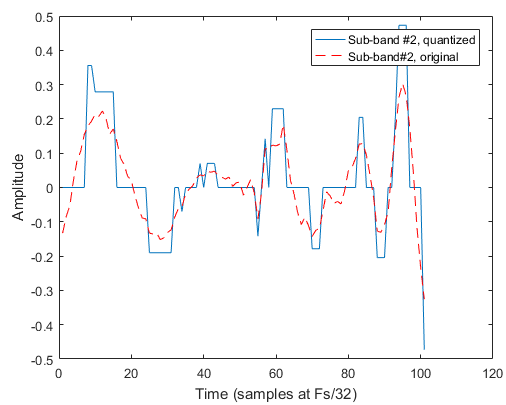 Sub-band #2, quantized
Sub-band#2, original
0.5
0.4
0.3
0.2
0.1
0
-0.1
-0.2
-0.3
-0.4
-0.5
Amplitude
0 20 40 60 80 100 120
Time (samples at Fs/32)